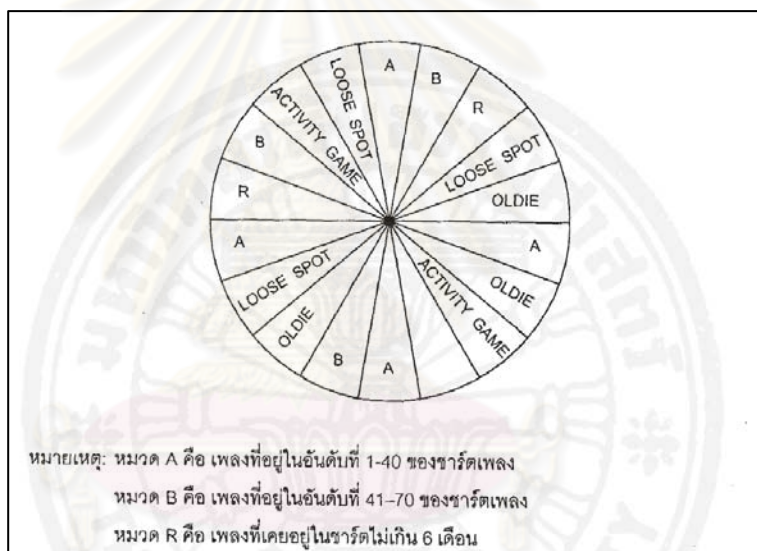 A
B
R
LOOSE SPOT
OLDIE
A
OLDIE
ACTIVITY GAME
A
B
OLDIE
LOOSE SPOT
A
R
B
ACTIVITY GAME
LOOSE SPOT
หมายเหตุ: หมวด A คือ เพลงที่อยู่ในอันดับที่ 1-40 ของชาร์ตเพลง
หมวด B คือ เพลงที่อยู่ในอันดับที่ 41–70 ของชาร์ตเพลง
หมวด R คือ เพลงที่เคยอยู่ในชาร์ตไม่เกิน 6 เดือน